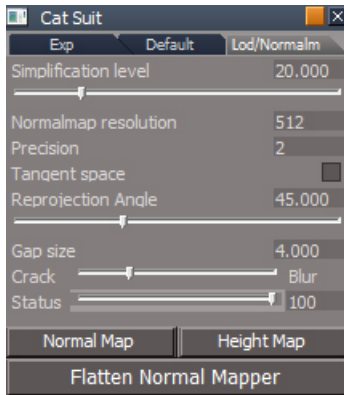 Cat Suit
Exp Default Lod/Normalm
Simplification level 20.000
Normalmap resolution 512
Precision 2
Tangent space
Reprojection Angle 45.000
Gap size 4.000
Crack Blur
Status 100
Normal Map Height Map
Flatten Normal Mapper